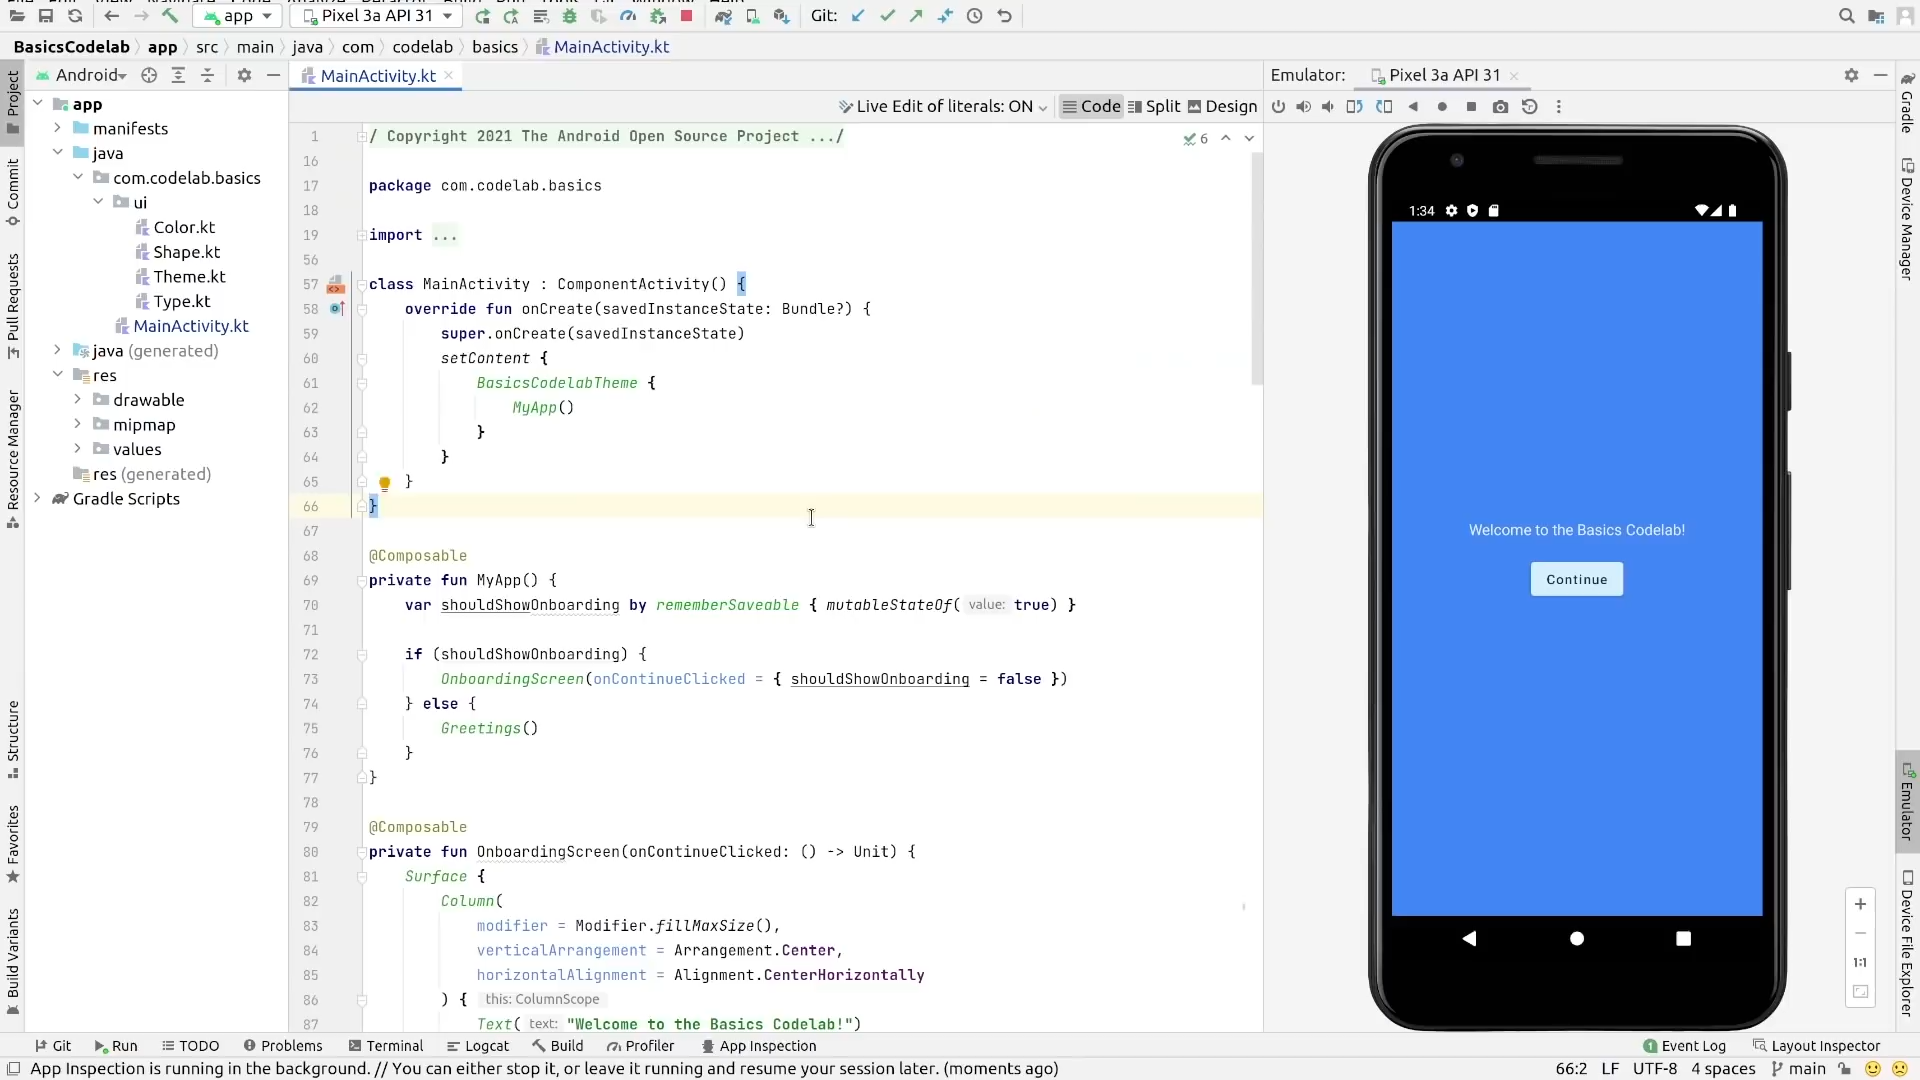 app
Pixel 3a API 31
Git:
BasicsCodelab
app
src
main
java
com
codelab
basics
MainActivity.kt
Project
Commit
Pull Requests
Resource Manager
Structure
Favorites
Build Variants
Android
app
manifests
java
com.codelab.basics
ui
Color.kt
Shape.kt
Theme.kt
Type.kt
MainActivity.kt
java (generated)
res
drawable
mipmap
values
res (generated)
Gradle Scripts
MainActivity.kt
Live Edit of literals: ON
Code
Split
Design
6
1 / Copyright 2021 The Android Open Source Project .../
16
17 package com.codelab.basics
18
19 import ...
56
57 class MainActivity : ComponentActivity() {
58 override fun onCreate(savedInstanceState: Bundle?) {
59 super.onCreate(savedInstanceState)
60 setContent {
61 BasicsCodelabTheme {
62 MyApp()
63 }
64 }
65 }
66 }
67
68 @Composable
69 private fun MyApp() {
70 var shouldShowOnboarding by rememberSaveable { mutableStateOf( value: true) }
71
72 if (shouldShowOnboarding) {
73 OnboardingScreen(onContinueClicked = { shouldShowOnboarding = false })
74 } else {
75 Greetings()
76 }
77 }
78
79 @Composable
80 private fun OnboardingScreen(onContinueClicked: () -> Unit) {
81 Surface {
82 Column(
83 modifier = Modifier.fillMaxSize(),
84 verticalArrangement = Arrangement.Center,
85 horizontalAlignment = Alignment.CenterHorizontally
86 ) { this: ColumnScope
87 Text( text: "Welcome to the Basics Codelab!")
Emulator:
Pixel 3a API 31
1:34
Welcome to the Basics Codelab!
Continue
1:1
Gradle
Device Manager
Emulator
Device File Explorer
Git
Run
TODO
Problems
Terminal
Logcat
Build
Profiler
App Inspection
1 Event Log
Layout Inspector
App Inspection is running in the background. // You can either stop it, or leave it running and resume your session later. (moments ago)
66:2
LF
UTF-8
4 spaces
main